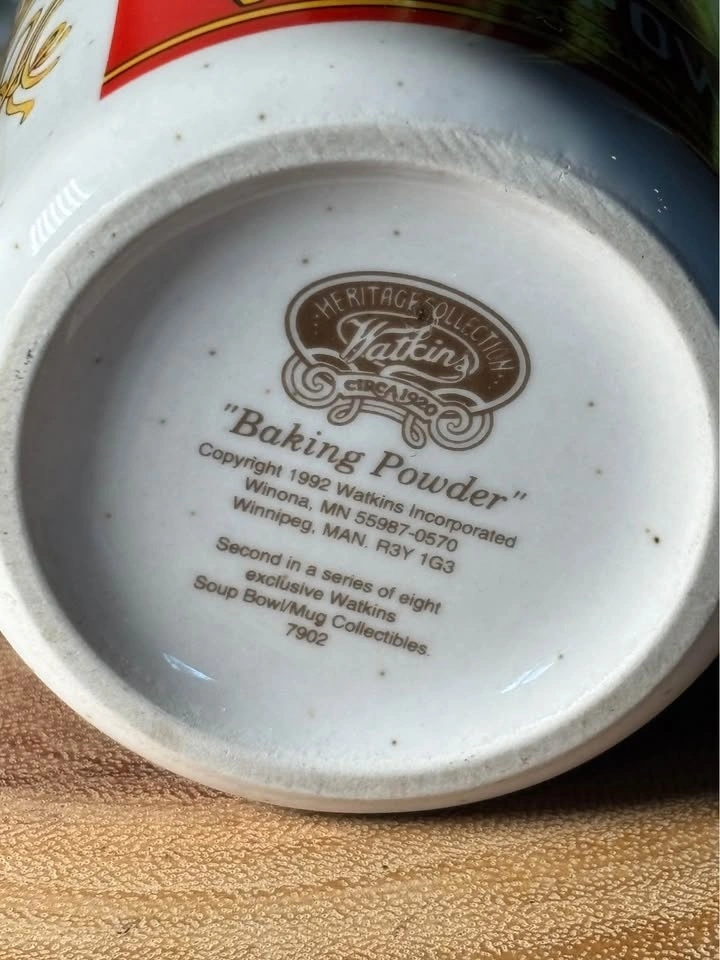 HERITAGE COLLECTION
Watkins
CIRCA 1920
"Baking Powder"
Copyright 1992 Watkins Incorporated
Winona, MN 55987-0570
Winnipeg, MAN. R3Y 1G3
Second in a series of eight
exclusive Watkins
Soup Bowl/Mug Collectibles.
7902